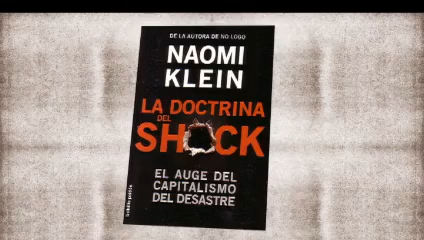 DE LA AUTORA DE NO LOGO
NAOMI
KLEIN
LA DOCTRINA
DEL
SHOCK
EL AUGE DEL
CAPITALISMO
DEL DESASTRE